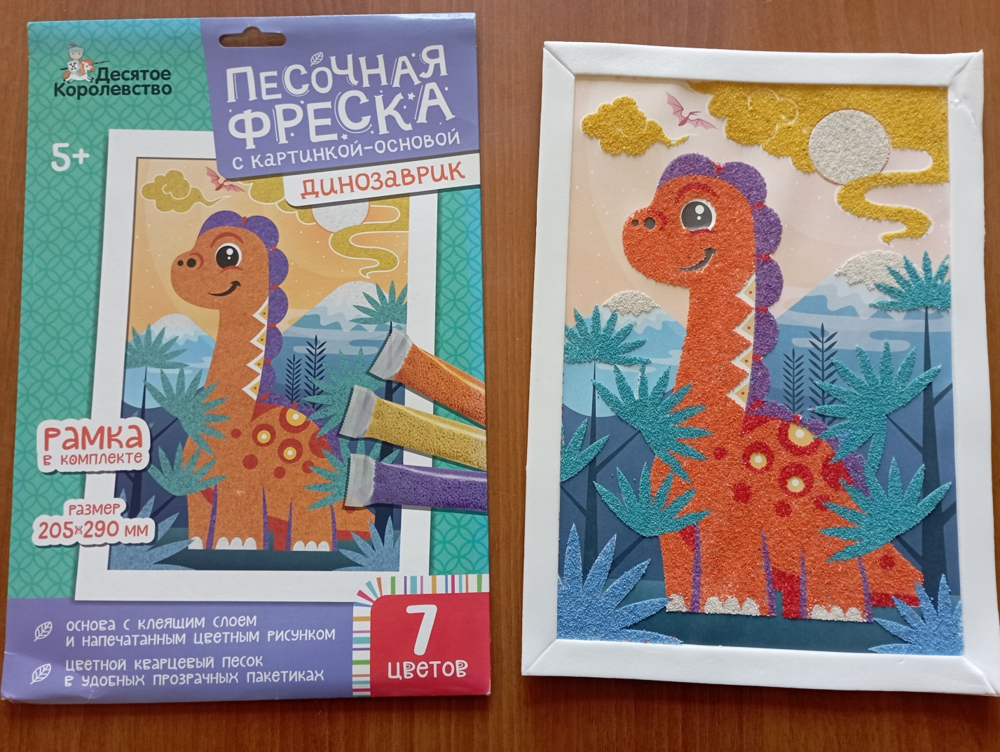 Десятое
Королевство
5+
ПЕСОЧНАЯ
ФРЕСКА
С КАРТИНКОЙ-ОСНОВОЙ
ДИНОЗАВРИК
РАМКА
В КОМПЛЕКТЕ
РАЗМЕР
205×290 ММ
ОСНОВА С КЛЕЯЩИМ СЛОЕМ
И НАПЕЧАТАННЫМ ЦВЕТНЫМ РИСУНКОМ
ЦВЕТНОЙ КВАРЦЕВЫЙ ПЕСОК
В УДОБНЫХ ПРОЗРАЧНЫХ ПАКЕТИКАХ
7
ЦВЕТОВ